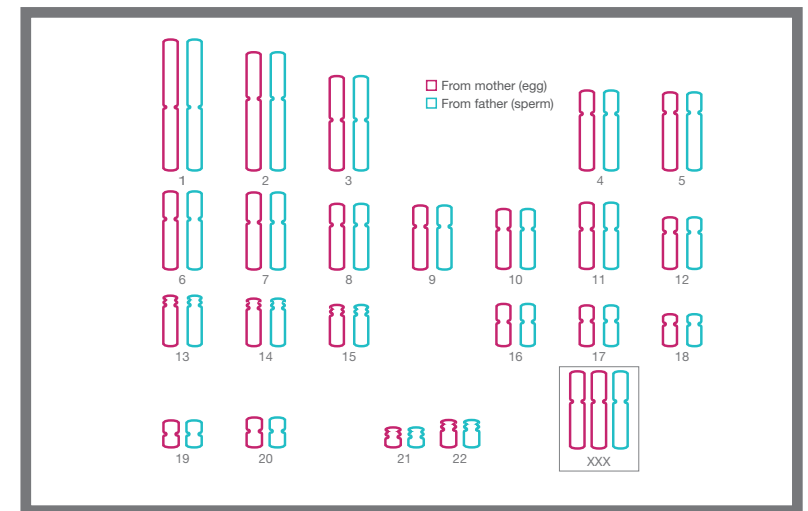 From mother (egg)
From father (sperm)
1 2 3 4 5
6 7 8 9 10 11 12
13 14 15 16 17 18
19 20 21 22 XXX